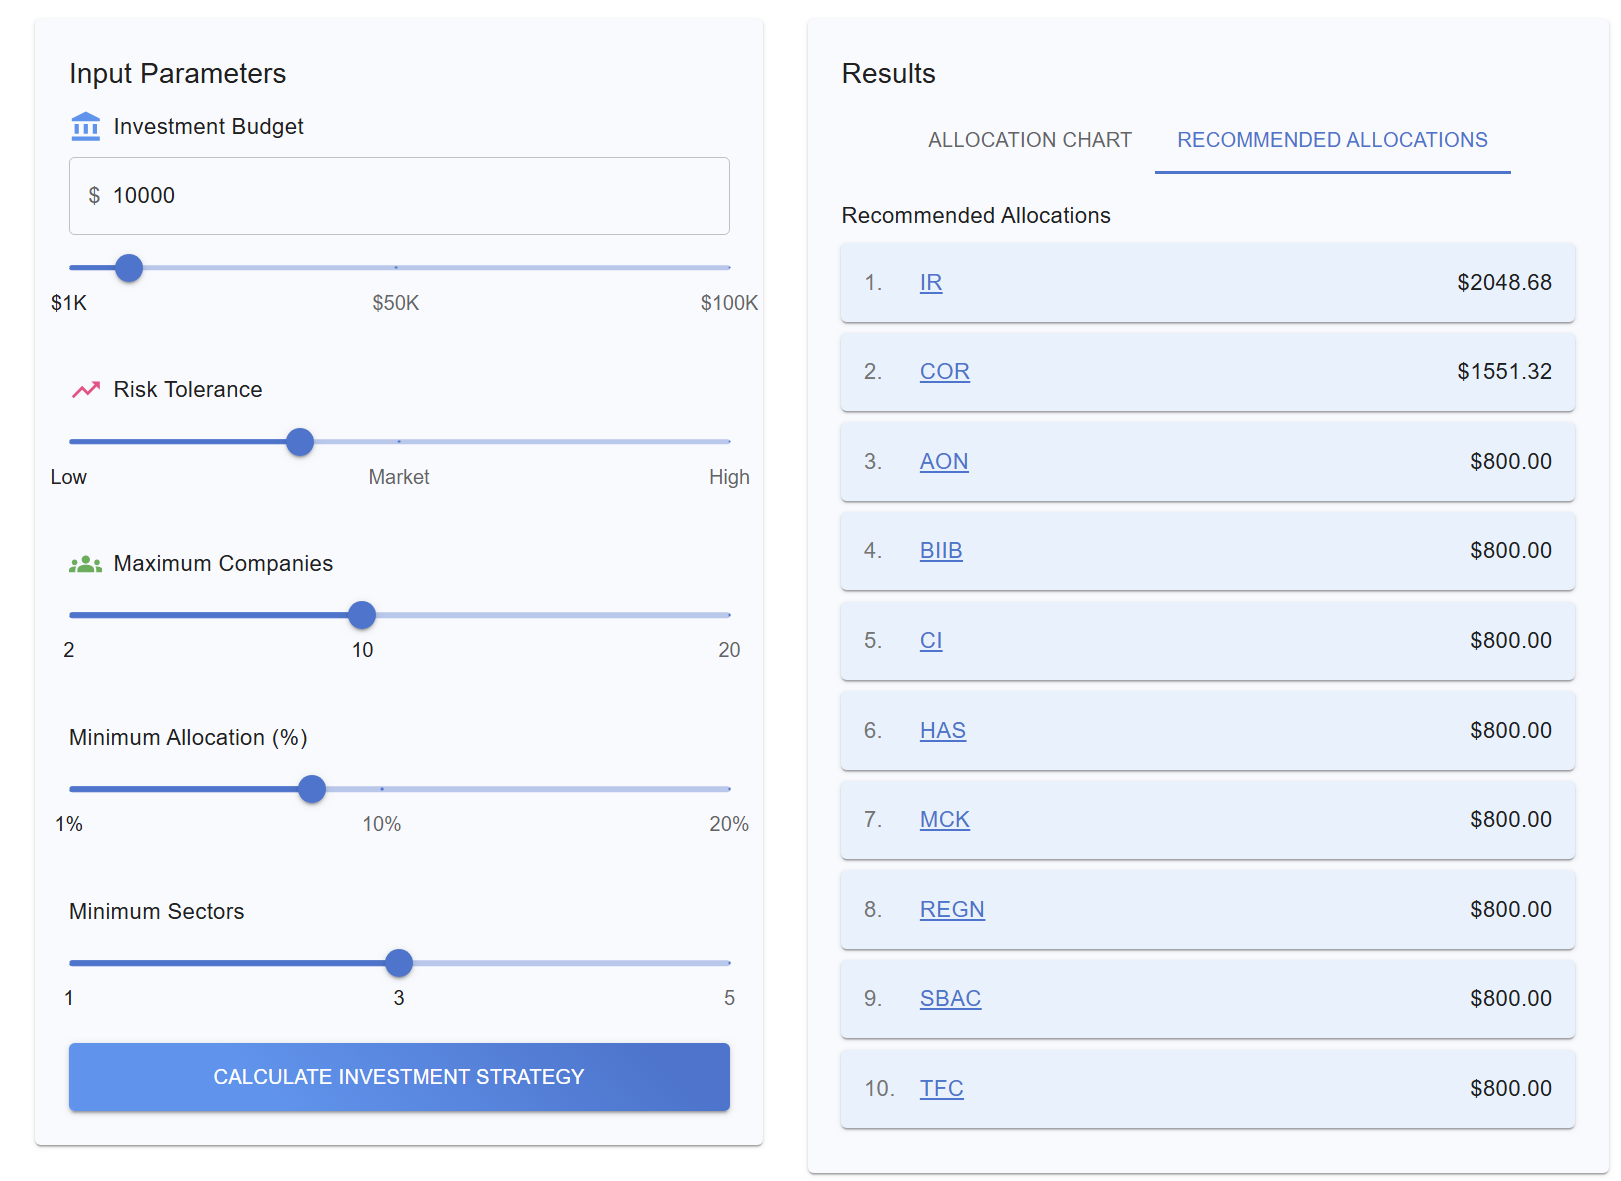 Input Parameters
Investment Budget
$ 10000
$1K $50K $100K
Risk Tolerance
Low Market High
Maximum Companies
2 10 20
Minimum Allocation (%)
1% 10% 20%
Minimum Sectors
1 3 5
CALCULATE INVESTMENT STRATEGY
Results
ALLOCATION CHART RECOMMENDED ALLOCATIONS
Recommended Allocations
1. IR $2048.68
2. COR $1551.32
3. AON $800.00
4. BIIB $800.00
5. CI $800.00
6. HAS $800.00
7. MCK $800.00
8. REGN $800.00
9. SBAC $800.00
10. TFC $800.00